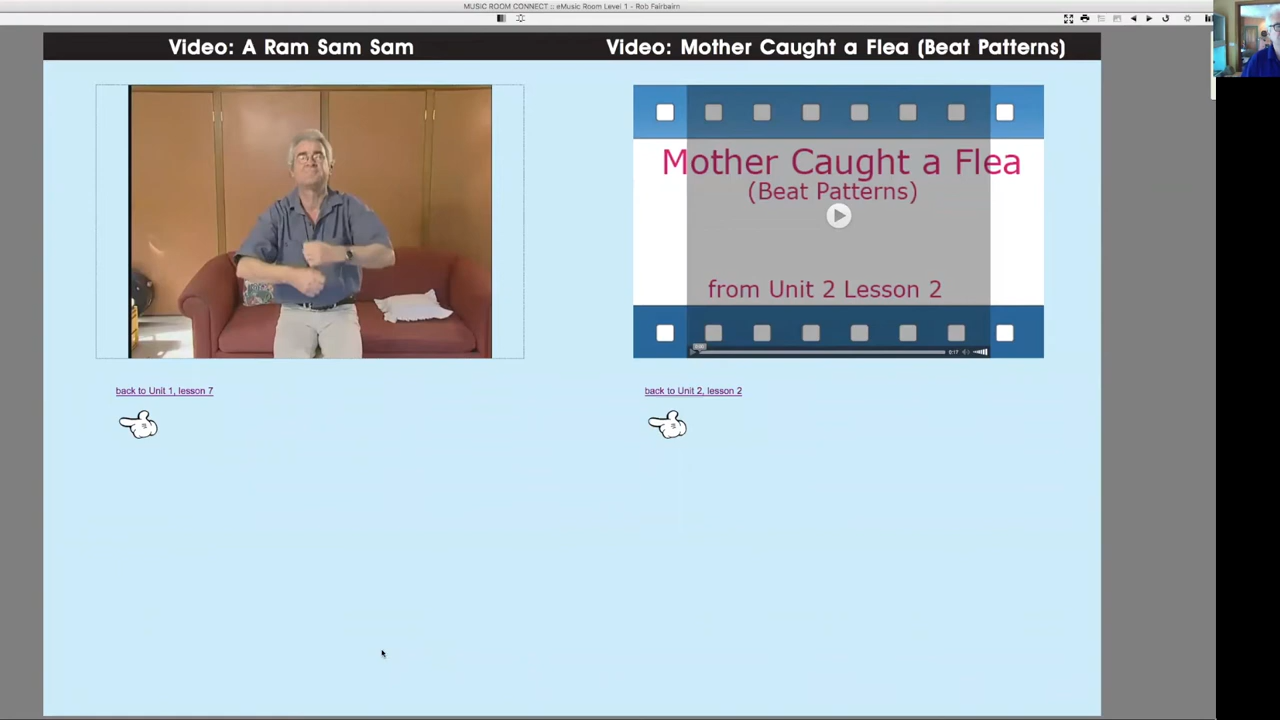 MUSIC ROOM CONNECT :: eMusic Room Level 1 - Rob Fairbairn
Video: A Ram Sam Sam
Video: Mother Caught a Flea (Beat Patterns)
Mother Caught a Flea
(Beat Patterns)
from Unit 2 Lesson 2
8:17
back to Unit 1, lesson 7
back to Unit 2, lesson 2